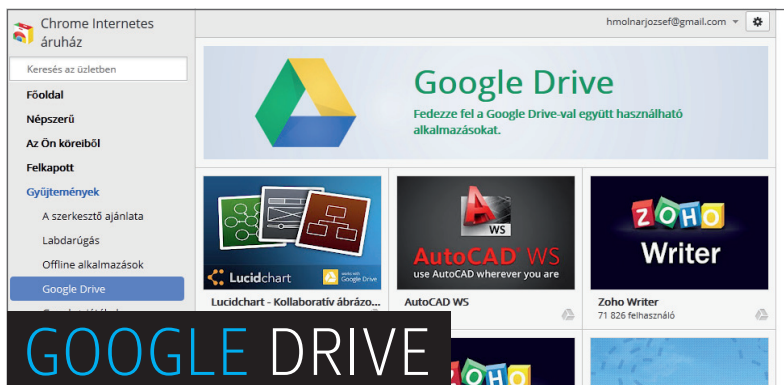 Chrome Internetes
áruház
hmolnarjozsef@gmail.com
Keresés az üzletben
Főoldal
Népszerű
Az Ön köreiből
Felkapott
Gyűjtemények
A szerkesztő ajánlata
Labdarúgás
Offline alkalmazások
Google Drive
Google Drive
Fedezze fel a Google Drive-val együtt használható
alkalmazásokat.
Lucidchart
works with
Google Drive
Lucidchart - Kollaboratív ábrázo...
WS
AutoCAD WS
use AutoCAD wherever you are
AutoCAD WS
ZOHO
Writer
Zoho Writer
71 826 felhasználó
GOOGLE DRIVE
ZOHO